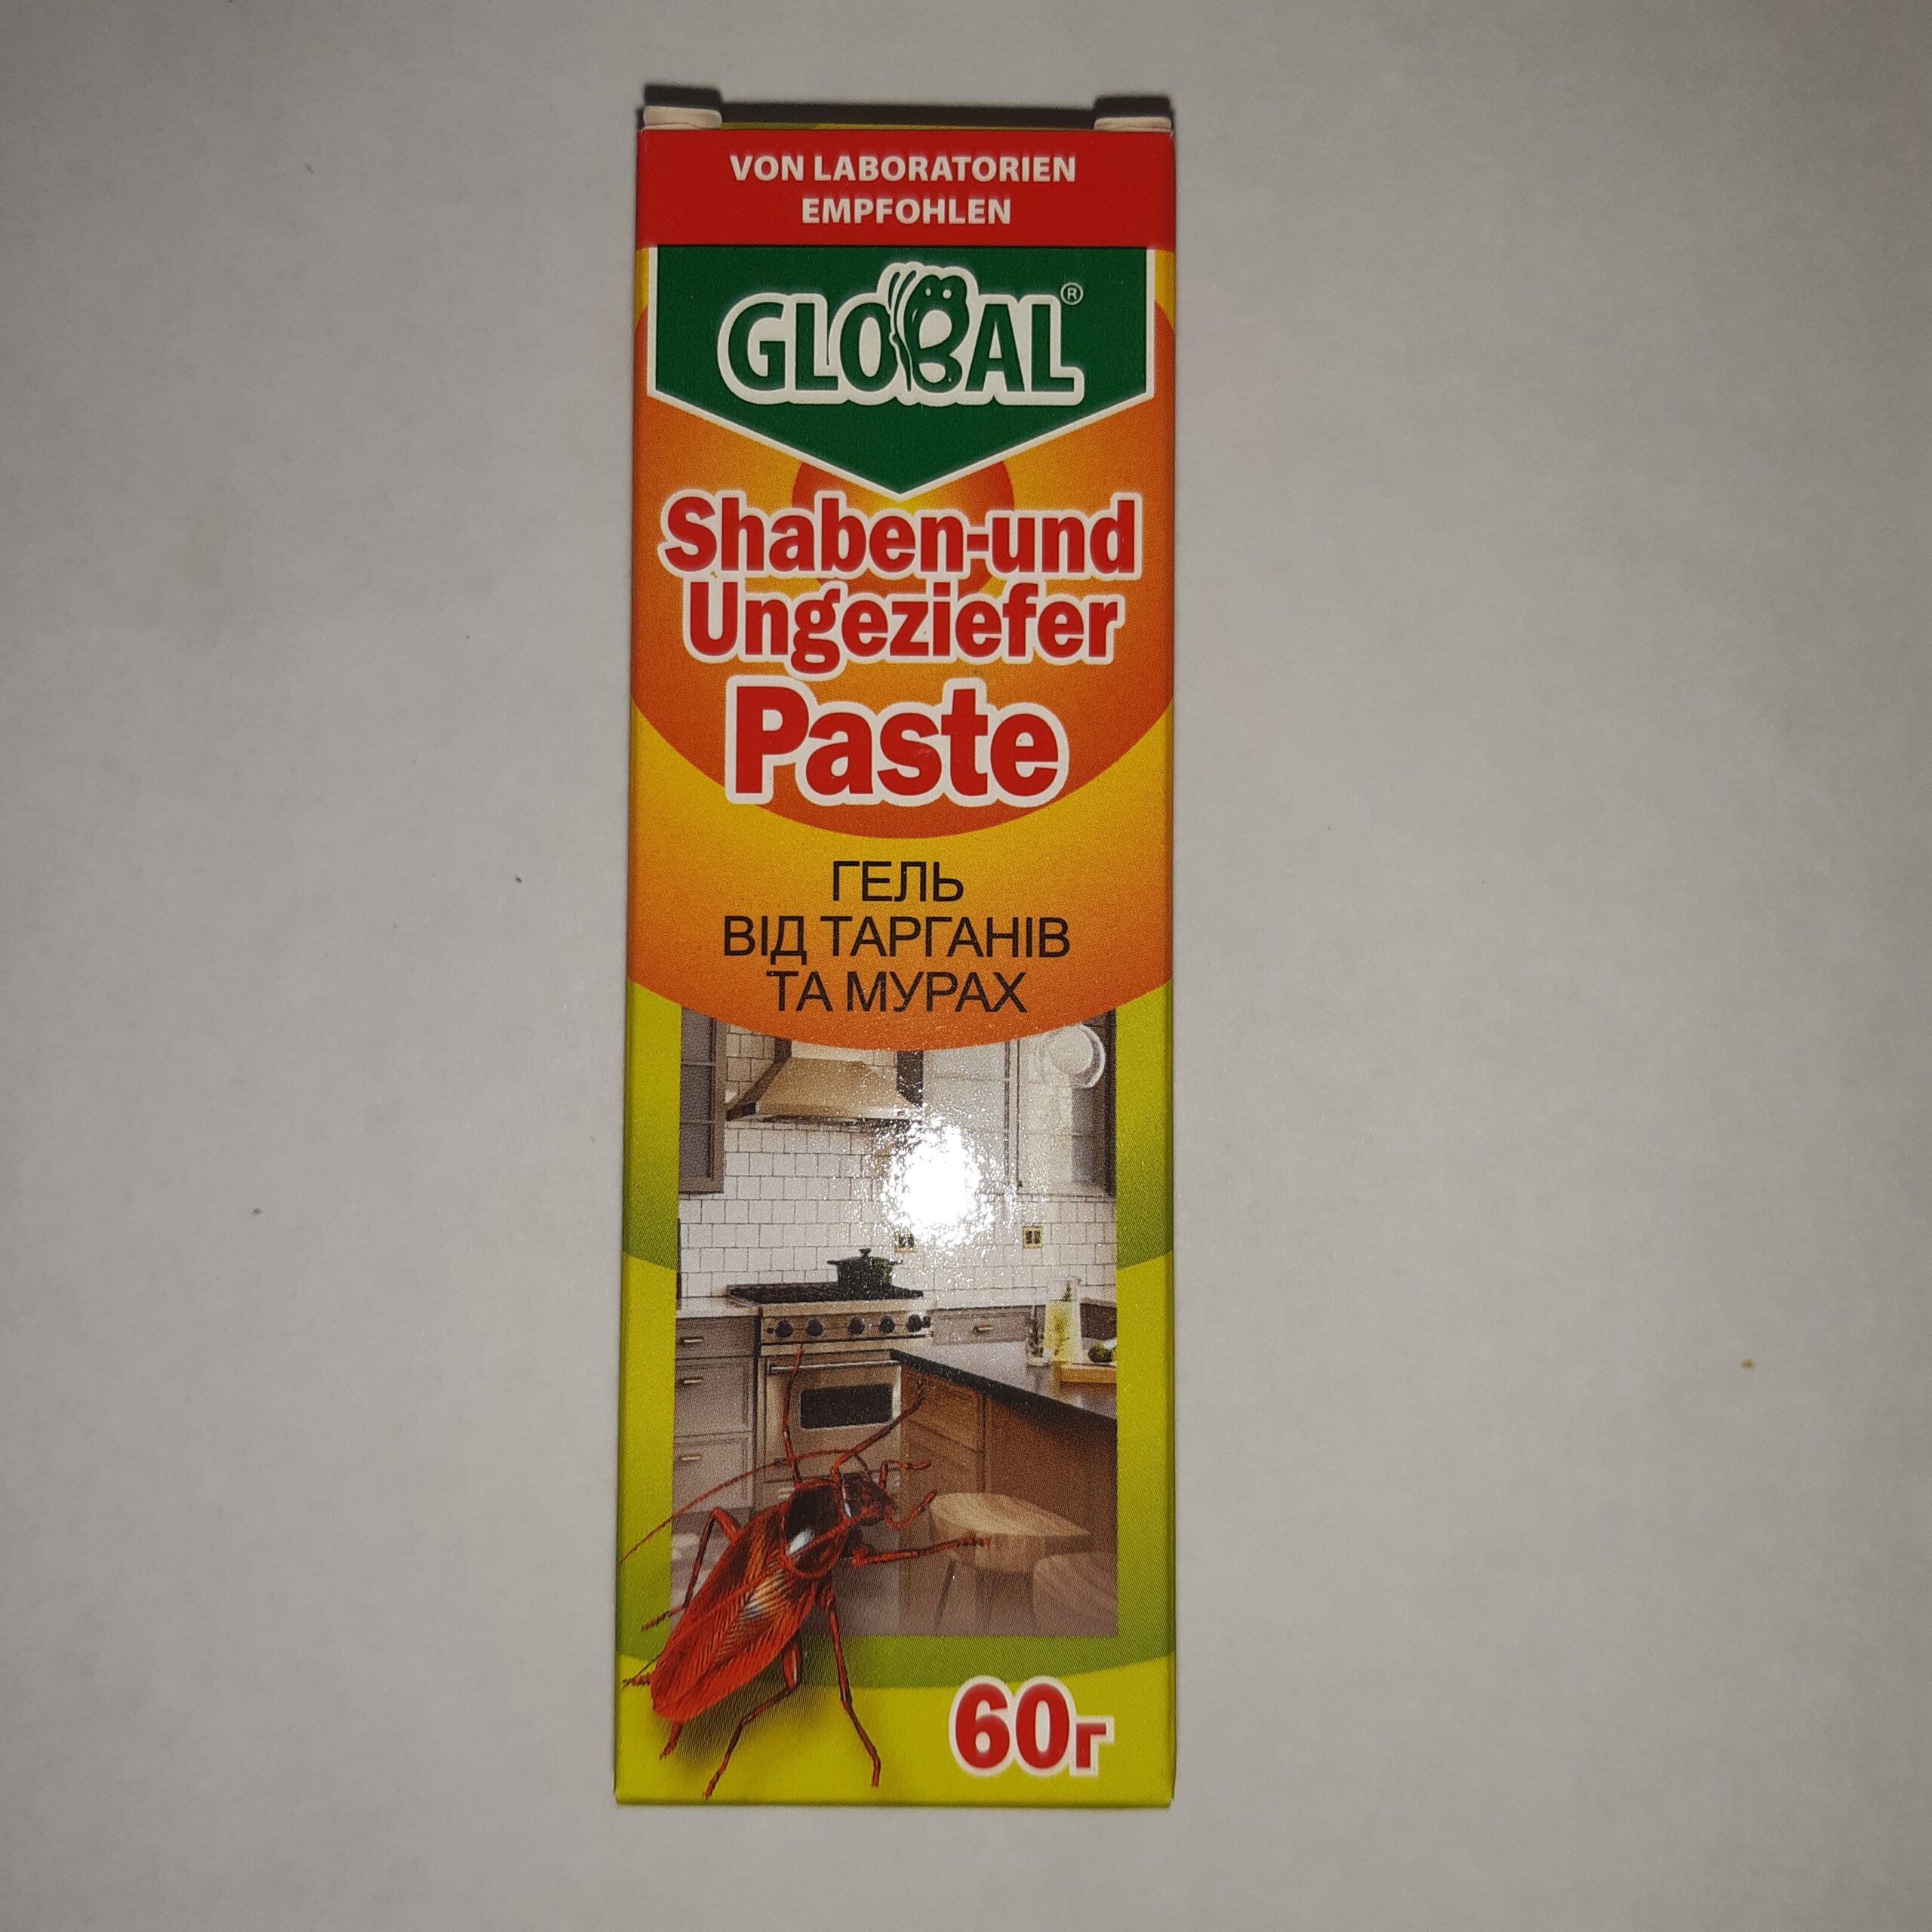 VON LABORATORIEN
EMPFOHLEN
GLOBAL®
Shaben-und
Ungeziefer
Paste
ГЕЛЬ
ВІД ТАРГАНІВ
ТА МУРАХ
60г